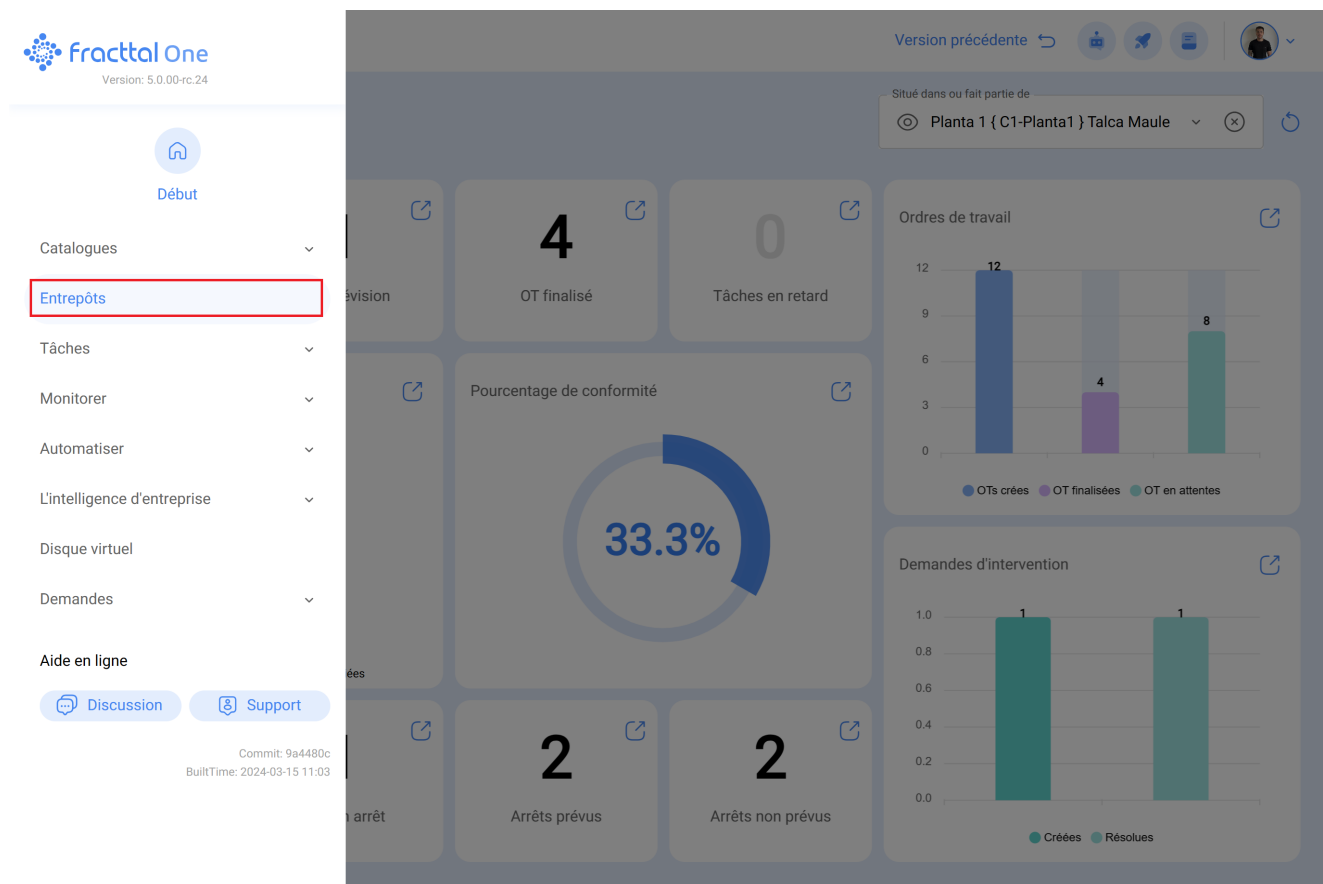 fracttal One
Version: 5.0.00-rc.24
Début
Catalogues
Entrepôts
Tâches
Monitorer
Automatiser
L'intelligence d'entreprise
Disque virtuel
Demandes
Aide en ligne
Discussion
Support
Commit: 9a4480c
BuiltTime: 2024-03-15 11:03
Version précédente
Situé dans ou fait partie de
Planta 1 { C1-Planta1 } Talca Maule
4
OT finalisé
0
Tâches en retard
Ordres de travail
12
9
6
3
0
12
4
8
OTs crées
OT finalisées
OT en attentes
Pourcentage de conformité
33.3%
Demandes d'intervention
1.0
0.8
0.6
0.4
0.2
0.0
1
1
Créées
Résolues
2
Arrêts prévus
2
Arrêts non prévus
arrêt